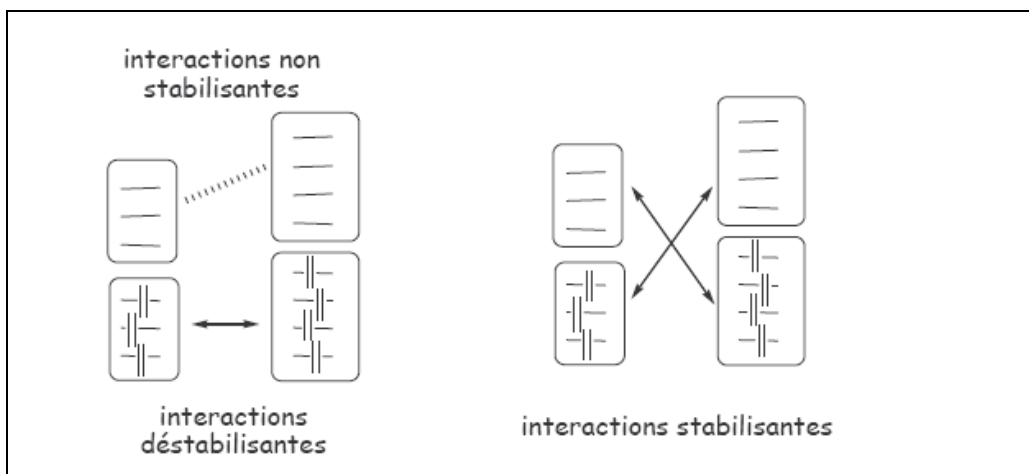 interactions non
stabilisantes
interactions
déstabilisantes
interactions stabilisantes